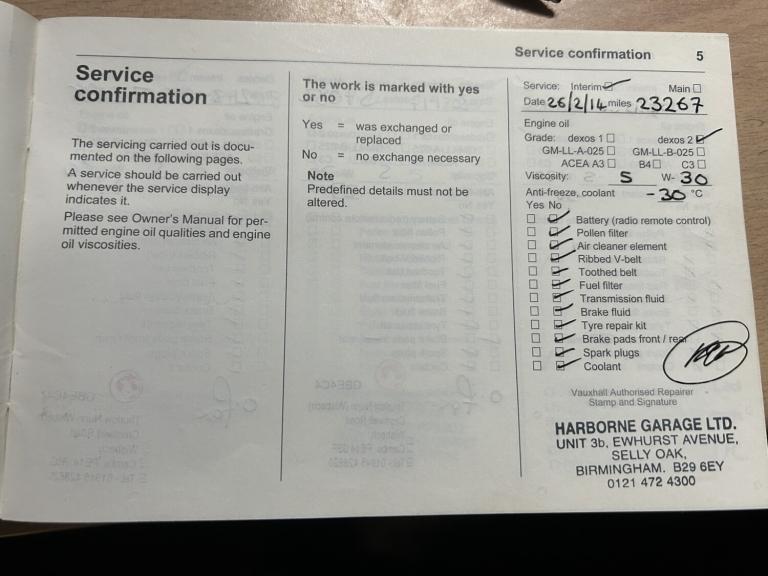 Service confirmation 5
Service
confirmation
The servicing carried out is docu-
mented on the following pages.
A service should be carried out
whenever the service display
indicates it.
Please see Owner's Manual for per-
mitted engine oil qualities and engine
oil viscosities.
The work is marked with yes
or no
Yes = was exchanged or
replaced
No = no exchange necessary
Note
Predefined details must not be
altered.
Service: Interim Main
Date 26/2/14 miles 23267
Engine oil
Grade: dexos 1 dexos 2
GM-LL-A-025 GM-LL-B-025
ACEA A3 B4 C3
Viscosity: 5 W- 30
Anti-freeze, coolant -30 °C
Yes No
Battery (radio remote control)
Pollen filter
Air cleaner element
Ribbed V-belt
Toothed belt
Fuel filter
Transmission fluid
Brake fluid
Tyre repair kit
Brake pads front / rear
Spark plugs
Coolant
Vauxhall Authorised Repairer
Stamp and Signature
HARBORNE GARAGE LTD.
UNIT 3b, EWHURST AVENUE,
SELLY OAK,
BIRMINGHAM. B29 6EY
0121 472 4300